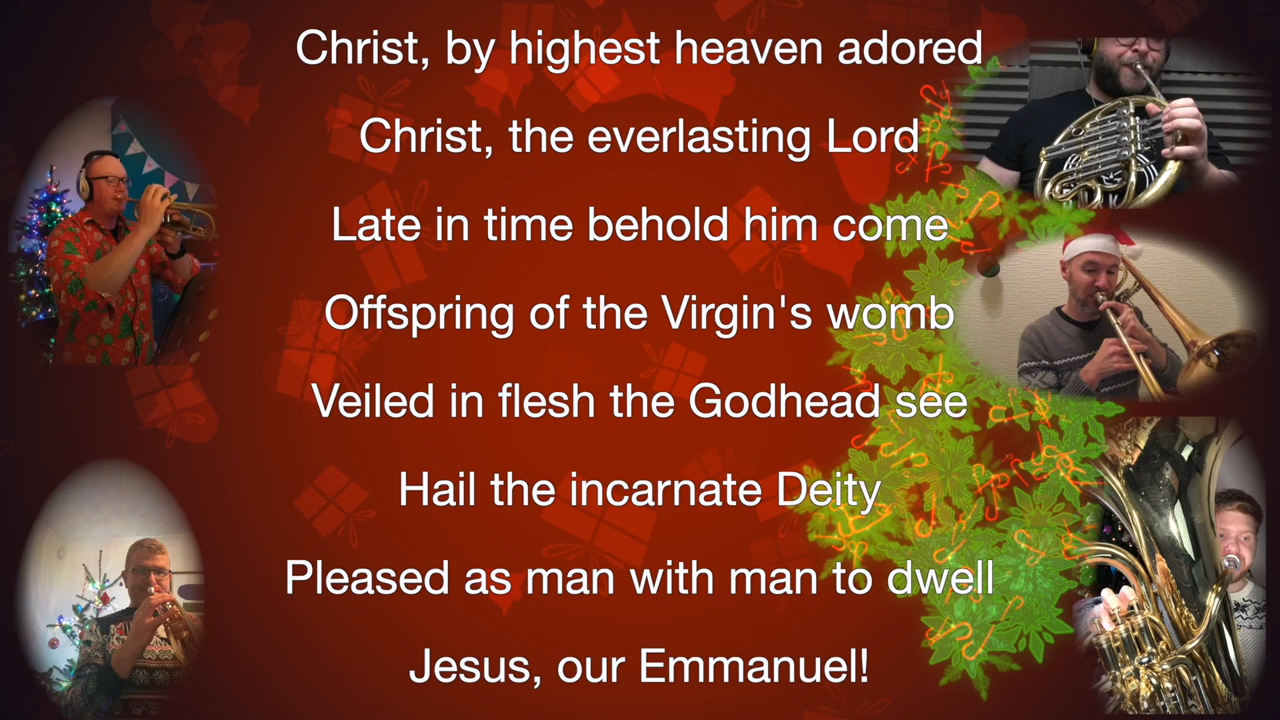 Christ, by highest heaven adored
Christ, the everlasting Lord
Late in time behold him come
Offspring of the Virgin's womb
Veiled in flesh the Godhead see
Hail the incarnate Deity
Pleased as man with man to dwell
Jesus, our Emmanuel!